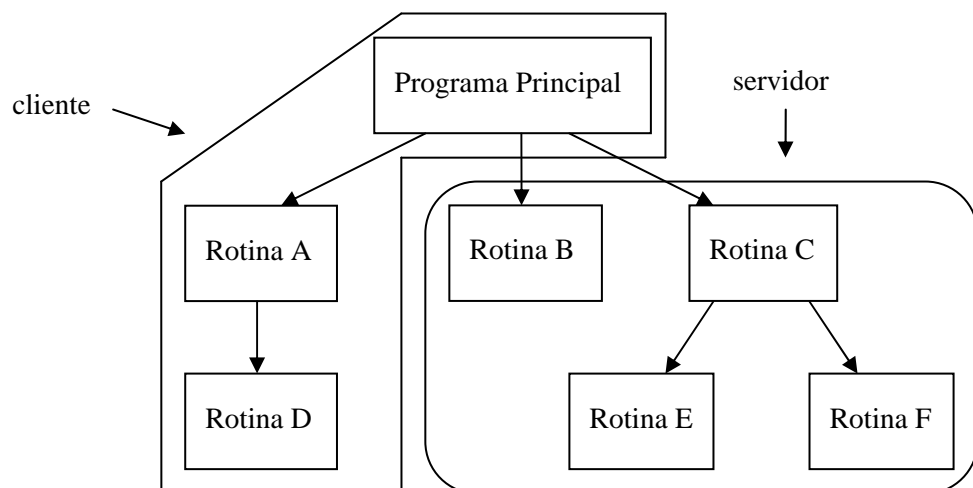 Programa Principal
servidor
cliente
Rotina A
Rotina B
Rotina C
Rotina D
Rotina E
Rotina F